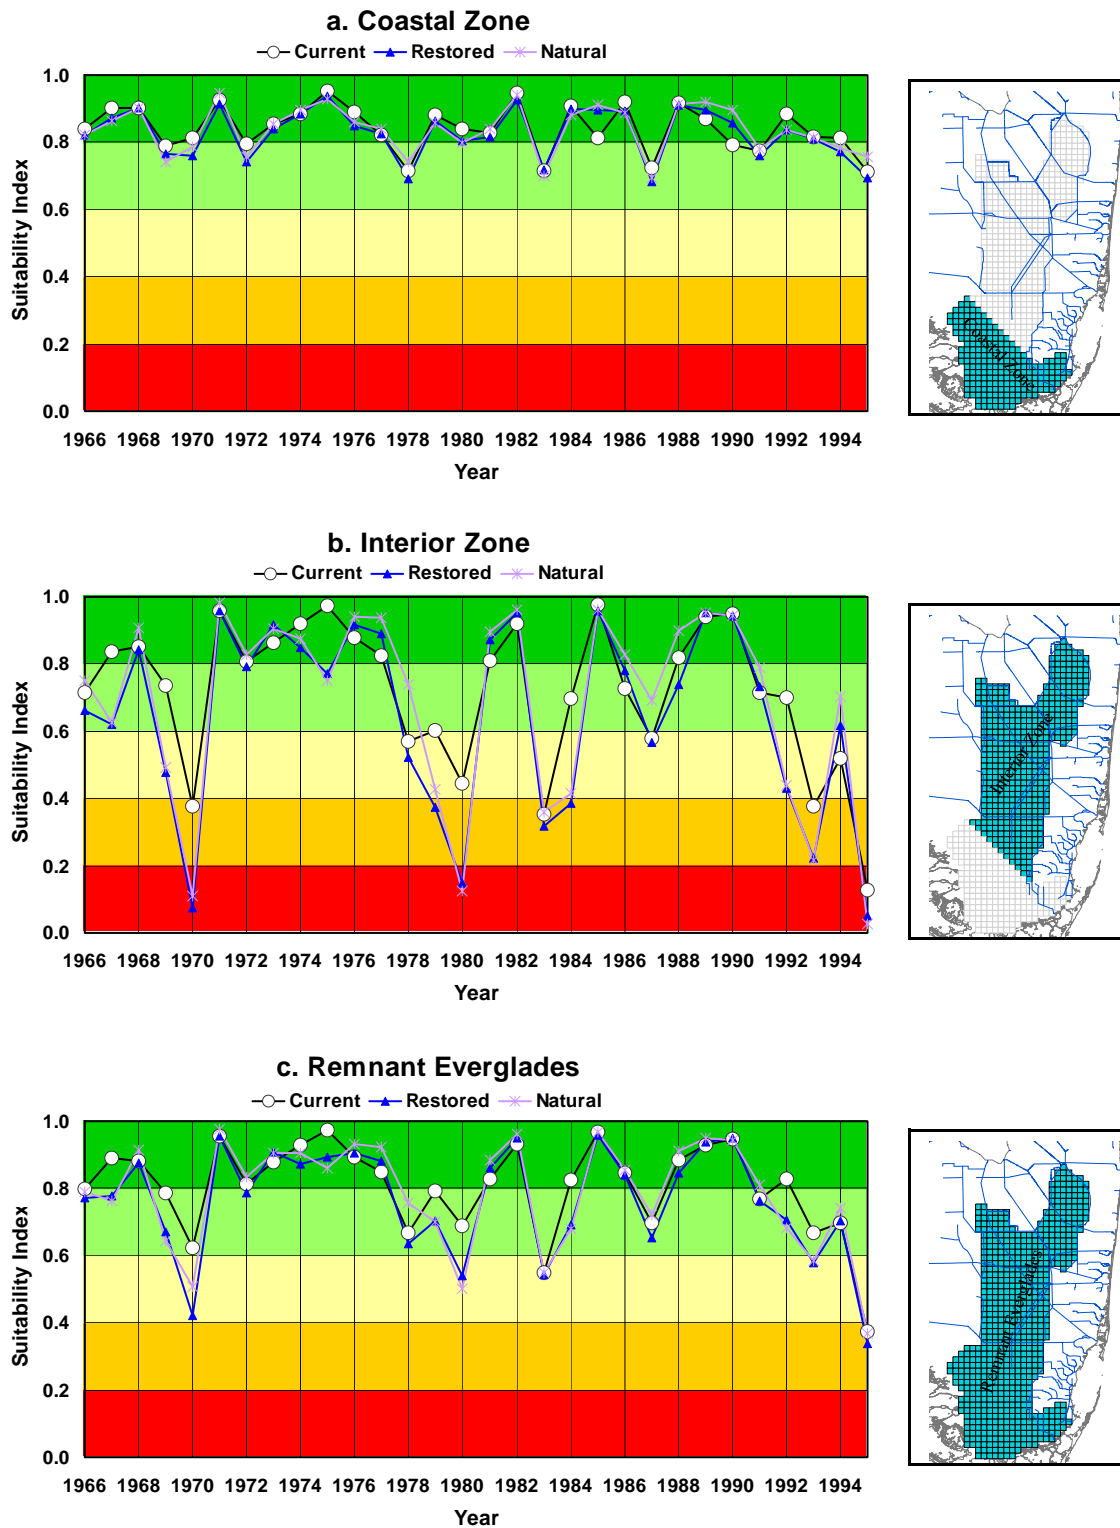 a. Coastal Zone
Current Restored Natural
1.0
0.8
0.6
0.4
0.2
0.0
Suitability Index
1966 1968 1970 1972 1974 1976 1978 1980 1982 1984 1986 1988 1990 1992 1994
Year
Coastal Zone
b. Interior Zone
Current Restored Natural
1.0
0.8
0.6
0.4
0.2
0.0
Suitability Index
1966 1968 1970 1972 1974 1976 1978 1980 1982 1984 1986 1988 1990 1992 1994
Year
Interior Zone
c. Remnant Everglades
Current Restored Natural
1.0
0.8
0.6
0.4
0.2
0.0
Suitability Index
1966 1968 1970 1972 1974 1976 1978 1980 1982 1984 1986 1988 1990 1992 1994
Year
Remnant Everglades